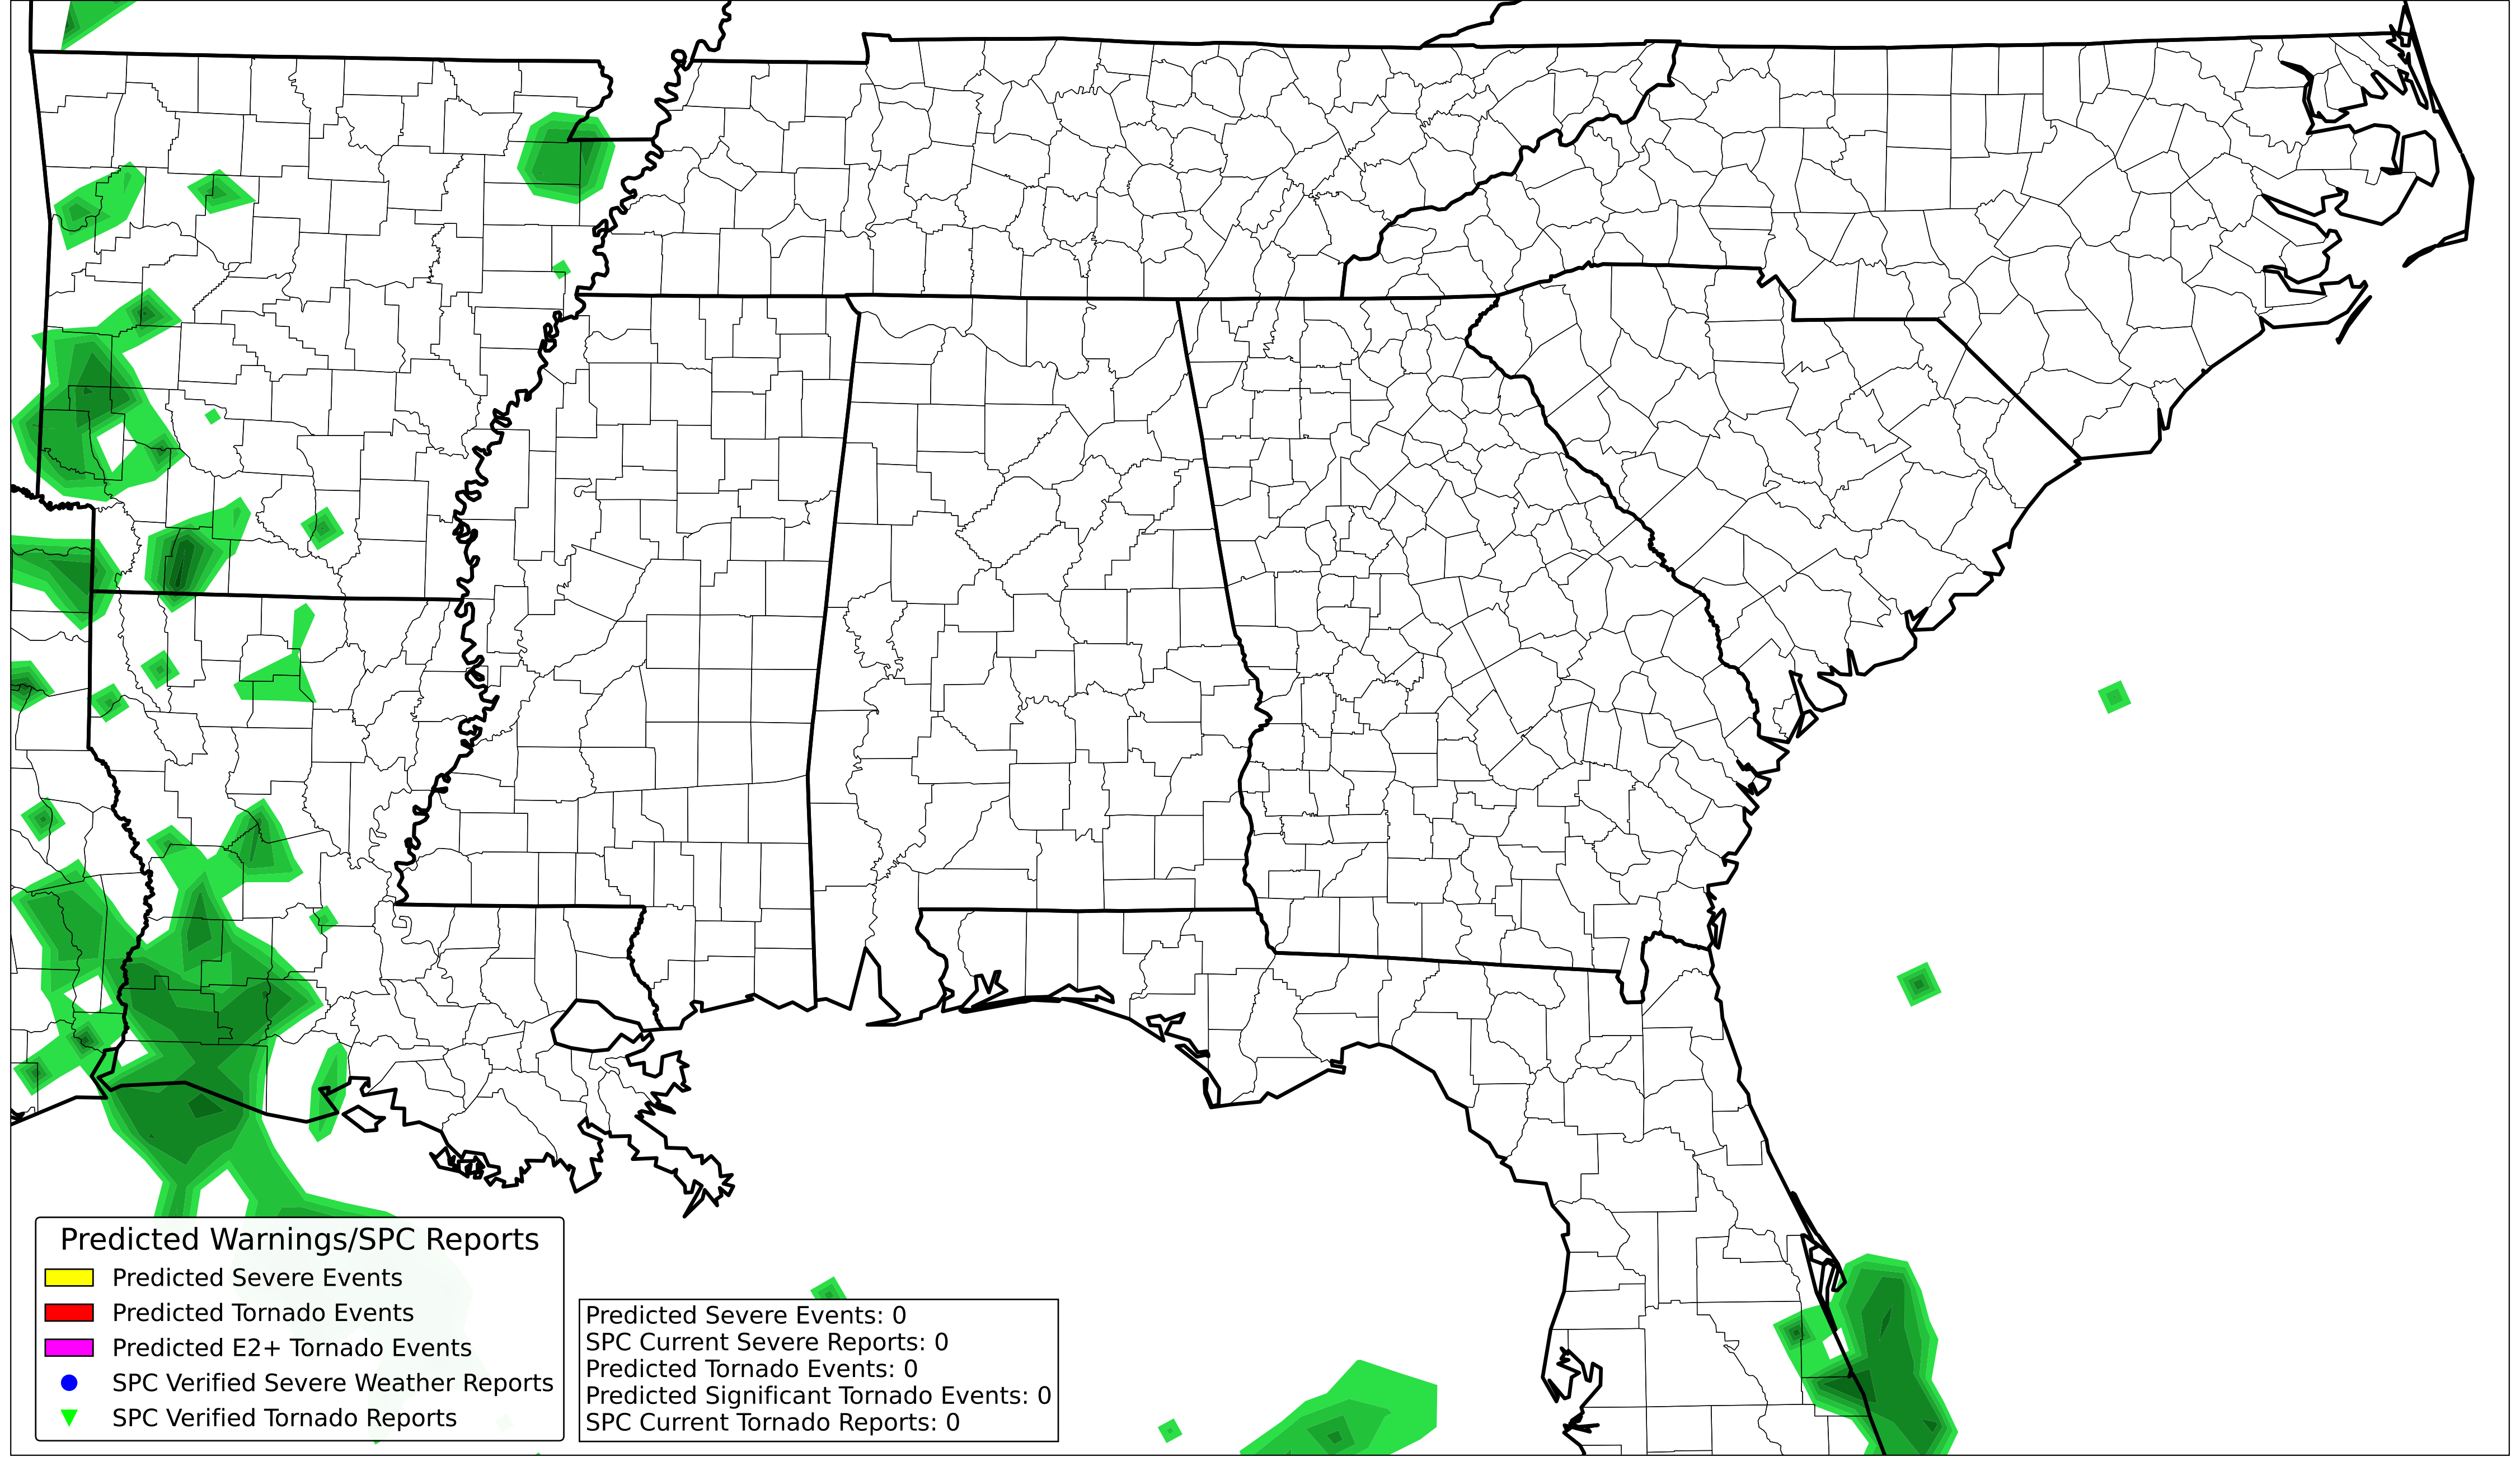 Predicted Warnings/SPC Reports
Predicted Severe Events
Predicted Tornado Events
Predicted E2+ Tornado Events
SPC Verified Severe Weather Reports
SPC Verified Tornado Reports
Predicted Severe Events: 0
SPC Current Severe Reports: 0
Predicted Tornado Events: 0
Predicted Significant Tornado Events: 0
SPC Current Tornado Reports: 0